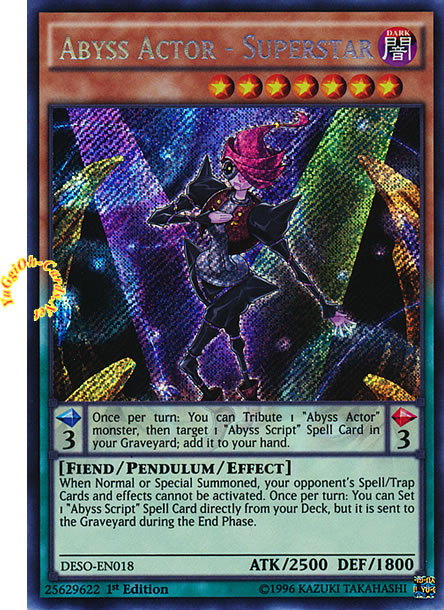 ABYSS ACTOR - SUPERSTAR
DARK
闇
YuGgiOh-Cards.Net
3
Once per turn: You can Tribute 1 "Abyss Actor"
monster, then target 1 "Abyss Script" Spell Card in
your Graveyard; add it to your hand.
3
[FIEND/PENDULUM/EFFECT]
When Normal or Special Summoned, your opponent's Spell/Trap
Cards and effects cannot be activated. Once per turn: You can Set
1 "Abyss Script" Spell Card directly from your Deck, but it is sent to
the Graveyard during the End Phase.
DESO-EN018
ATK/2500 DEF/1800
25629622
1st Edition
©1996 KAZUKI TAKAHASHI